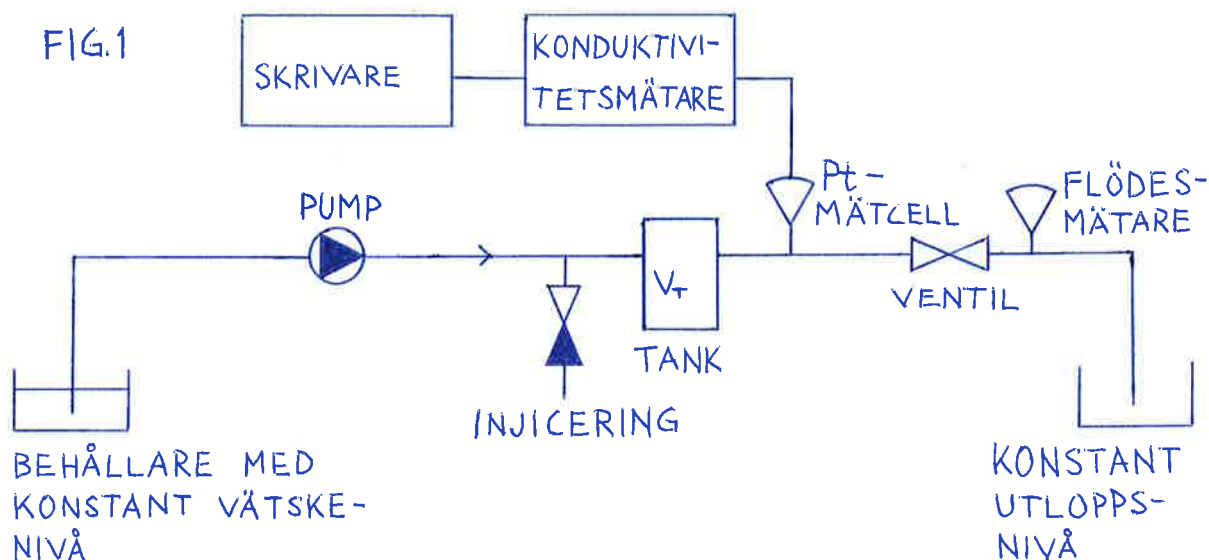 FIG.1
SKRIVARE
KONDUKTIVI-
TETSMÄTARE
PUMP
Pt-
MÄTCELL
FLÖDES-
MÄTARE
VT
VENTIL
TANK
INJICERING
BEHÅLLARE MED
KONSTANT VÄTSKE-
NIVÅ
KONSTANT
UTLOPPS-
NIVÅ